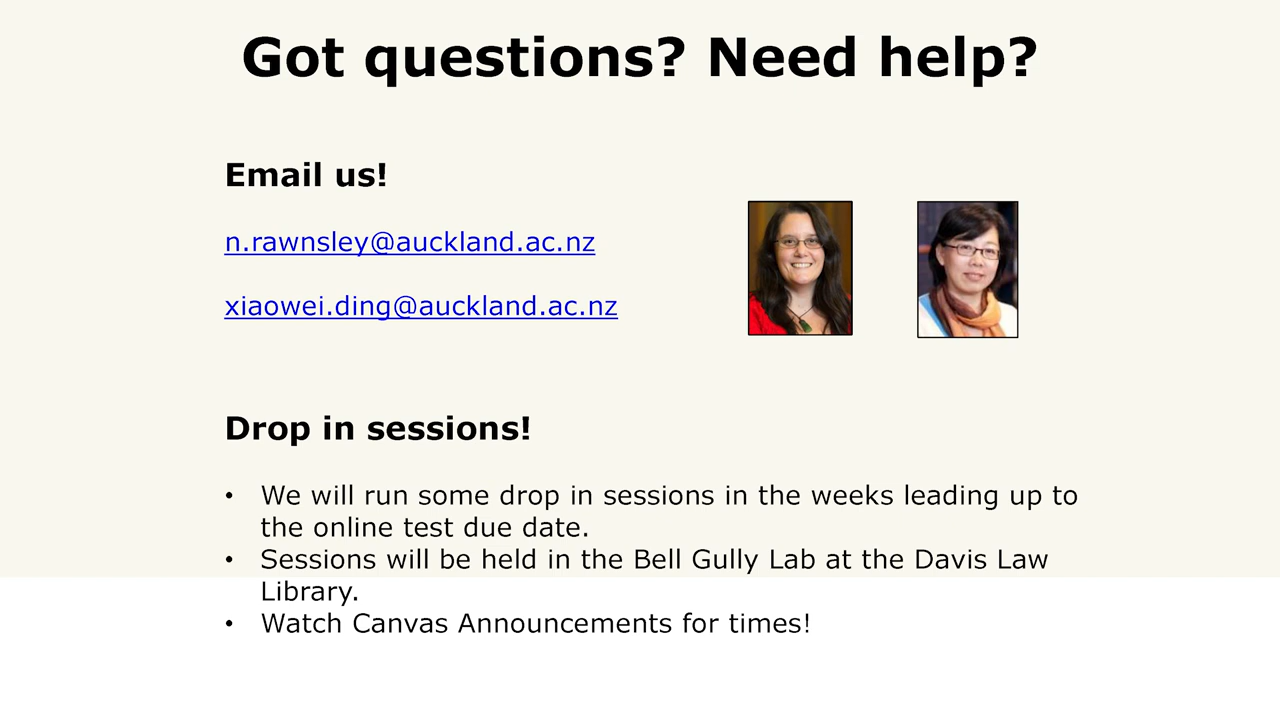 Got questions? Need help?
Email us!
n.rawnsley@auckland.ac.nz
xiaowei.ding@auckland.ac.nz
Drop in sessions!
• We will run some drop in sessions in the weeks leading up to
the online test due date.
• Sessions will be held in the Bell Gully Lab at the Davis Law
Library.
• Watch Canvas Announcements for times!